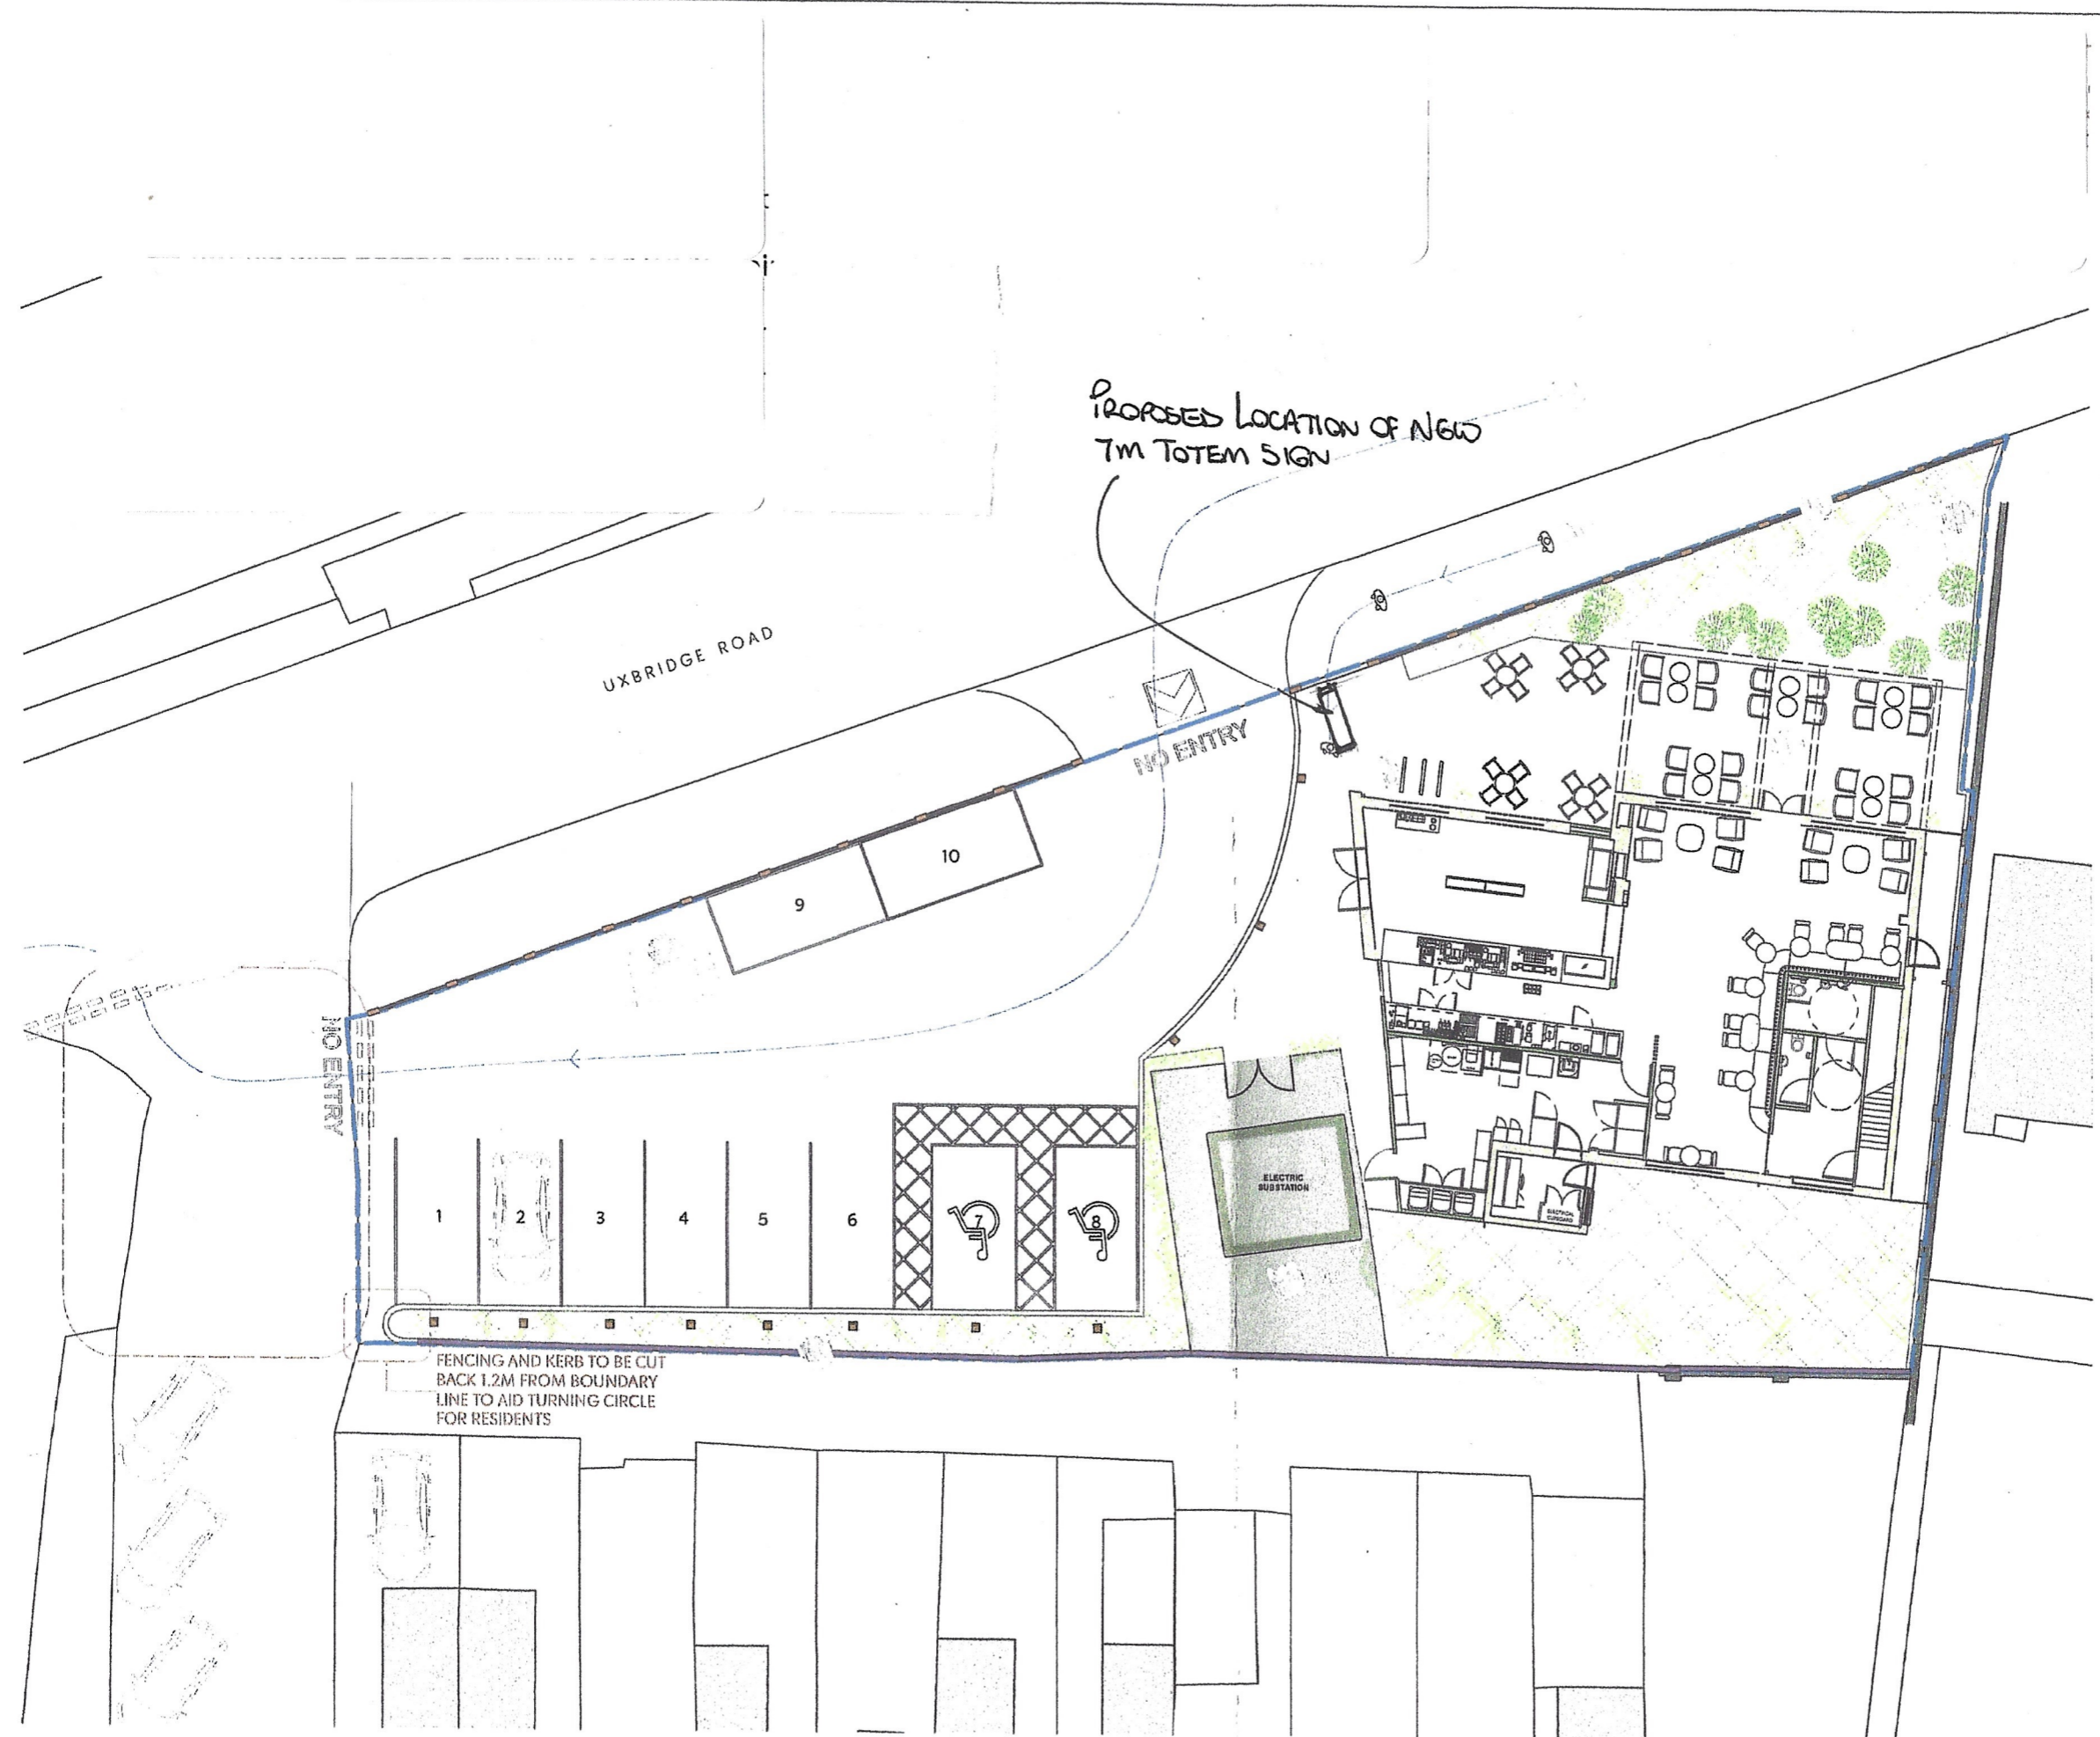 PROPOSED LOCATION OF NEW
7M TOTEM SIGN
UXBRIDGE ROAD
NO ENTRY
10
9
NO ENTRY
1
2
3
4
5
6
7
8
ELECTRIC
SUBSTATION
ELECTRICAL
CUPBOARD
FENCING AND KERB TO BE CUT
BACK 1.2M FROM BOUNDARY
LINE TO AID TURNING CIRCLE
FOR RESIDENTS